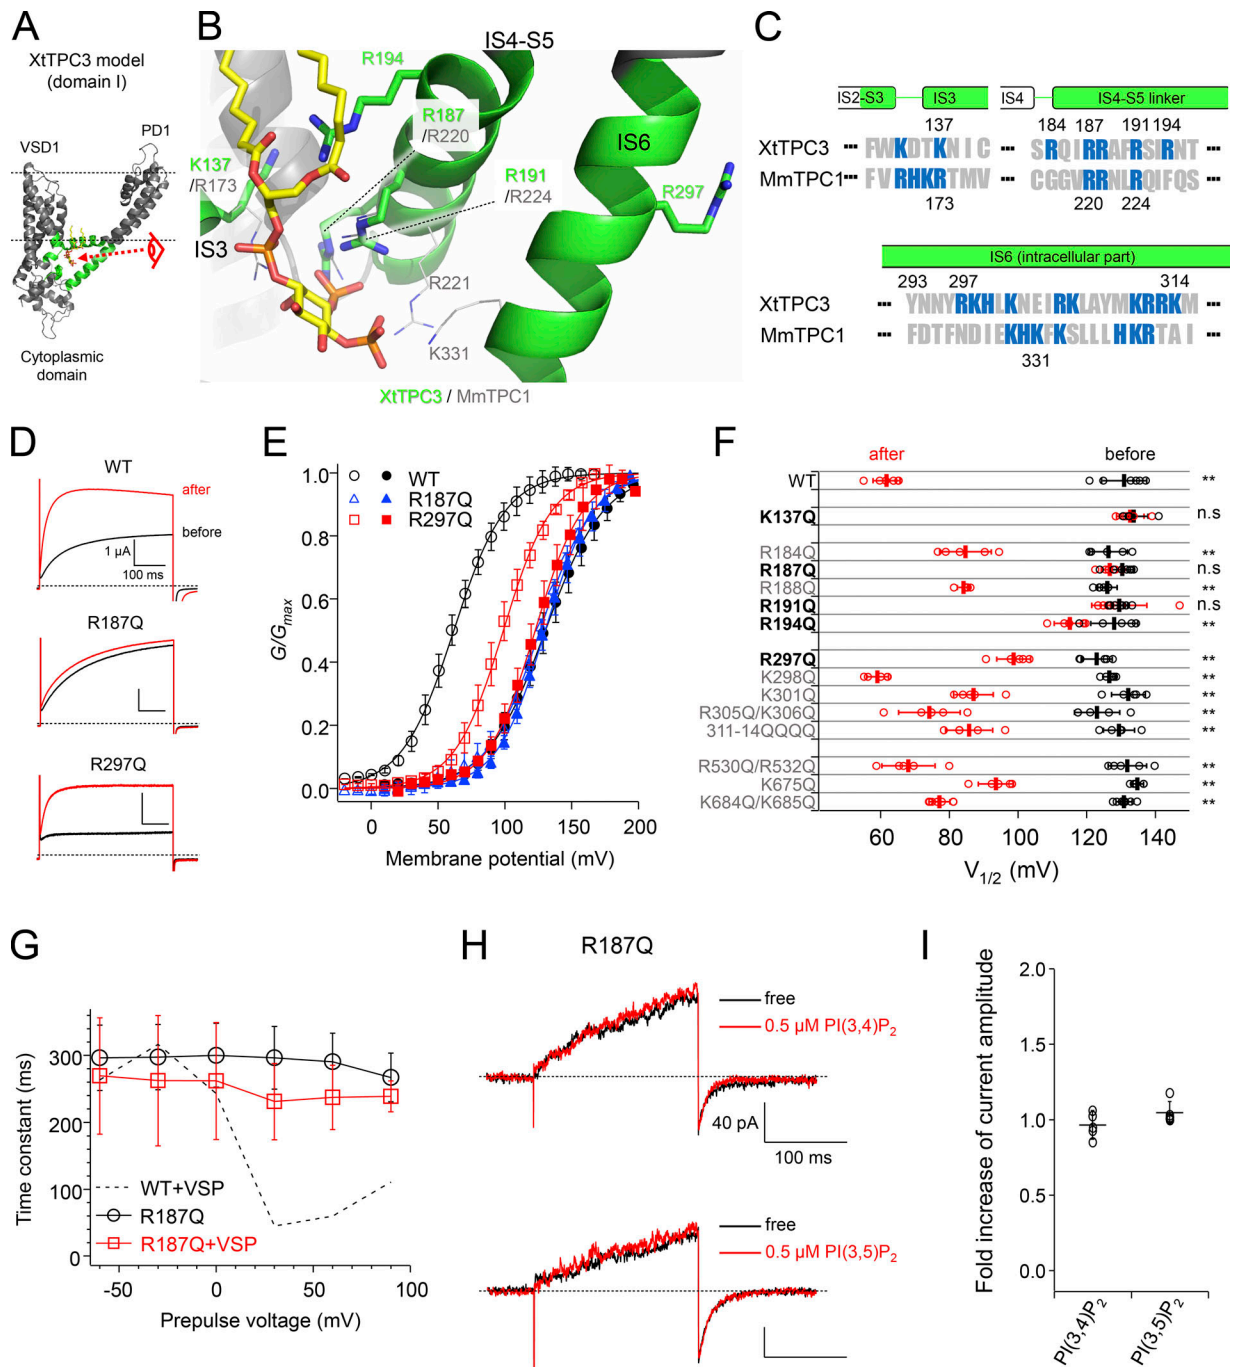 A
XtTPC3 model
(domain I)
VSD1
PD1
Cytoplasmic
domain
B
IS4-S5
R194
R187
/R220
K137
/R173
R191
/R224
IS6
R297
IS3
R221
K331
XtTPC3 / MmTPC1
C
IS2-S3 IS3 IS4 IS4-S5 linker
137 184 187 191 194
XtTPC3 ··· FWKDTKNIC ··· SRQIRRAFRSIRNT ···
MmTPC1 ··· FVRHKRTMV ··· CGGVRRNLRQIFQS ···
173 220 224
IS6 (intracellular part)
293 297 314
XtTPC3 ··· YNNYRKHLKNEIRKLAYMKRRKM ···
MmTPC1 ··· FDTFNDIEKHKFKSLLLHKRTAI ···
331
D
WT
after
before
1 µA
100 ms
R187Q
R297Q
E
WT
R187Q
R297Q
1.0
0.8
0.6
0.4
0.2
0.0
G/Gmax
0 50 100 150 200
Membrane potential (mV)
F
after before
WT **
K137Q n.s
R184Q **
R187Q n.s
R188Q **
R191Q n.s
R194Q **
R297Q **
K298Q **
K301Q **
R305Q/K306Q **
311-14QQQQ **
R530Q/R532Q **
K675Q **
K684Q/K685Q **
60 80 100 120 140
V1/2 (mV)
G
Time constant (ms)
300
200
100
0
WT+VSP
R187Q
R187Q+VSP
-50 0 50 100
Prepulse voltage (mV)
H
R187Q
free
0.5 µM PI(3,4)P2
40 pA
100 ms
free
0.5 µM PI(3,5)P2
I
Fold increase of current amplitude
2.0
1.5
1.0
0.5
0.0
PI(3,4)P2
PI(3,5)P2